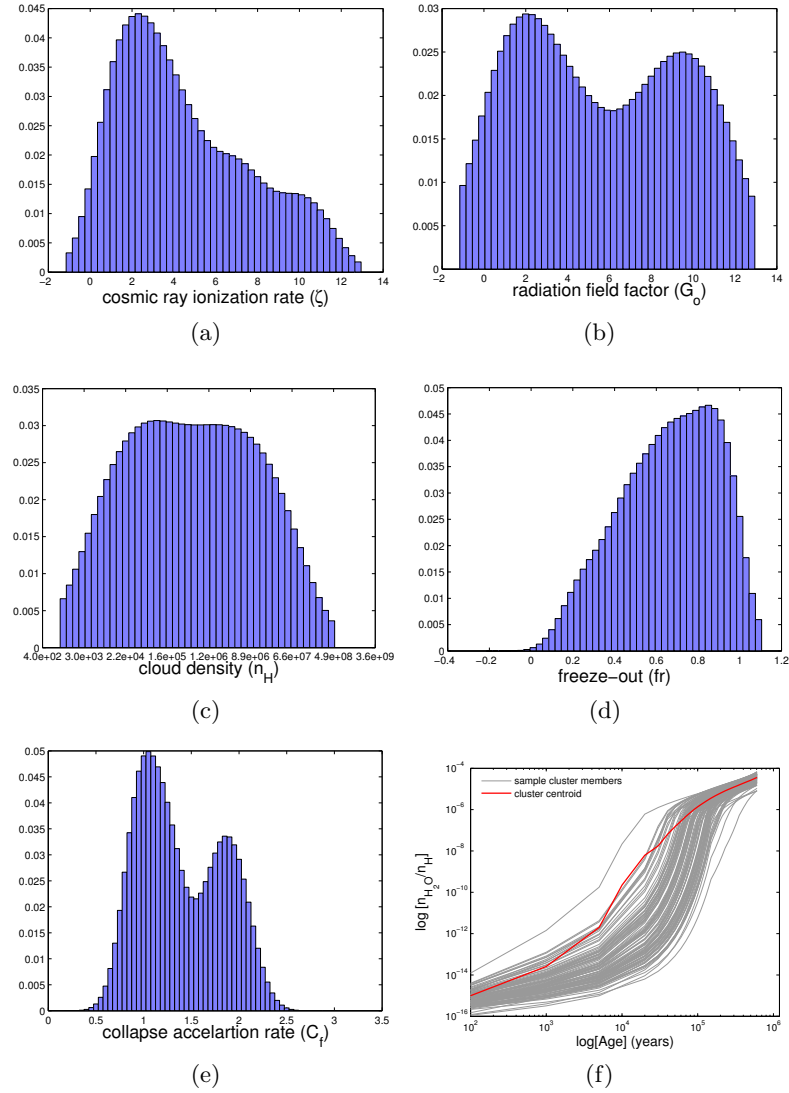 0.045
0.04
0.035
0.03
0.025
0.02
0.015
0.01
0.005
0
−2 0 2 4 6 8 10 12 14
cosmic ray ionization rate (ζ)
(a)
0.03
0.025
0.02
0.015
0.01
0.005
0
−2 0 2 4 6 8 10 12 14
radiation field factor (G_o)
(b)
0.035
0.03
0.025
0.02
0.015
0.01
0.005
0
4.0e+02 3.0e+03 2.2e+04 1.6e+05 1.2e+06 8.9e+06 6.6e+07 4.9e+08 3.6e+09
cloud density (n_H)
(c)
0.05
0.045
0.04
0.035
0.03
0.025
0.02
0.015
0.01
0.005
0
−0.4 −0.2 0 0.2 0.4 0.6 0.8 1 1.2
freeze−out (fr)
(d)
0.05
0.045
0.04
0.035
0.03
0.025
0.02
0.015
0.01
0.005
0
0 0.5 1 1.5 2 2.5 3 3.5
collapse accelartion rate (C_f)
(e)
10^−4
10^−6
10^−8
10^−10
10^−12
10^−14
10^−16
log [n_H_2O/n_H]
sample cluster members
cluster centroid
10^2 10^3 10^4 10^5 10^6
log[Age] (years)
(f)